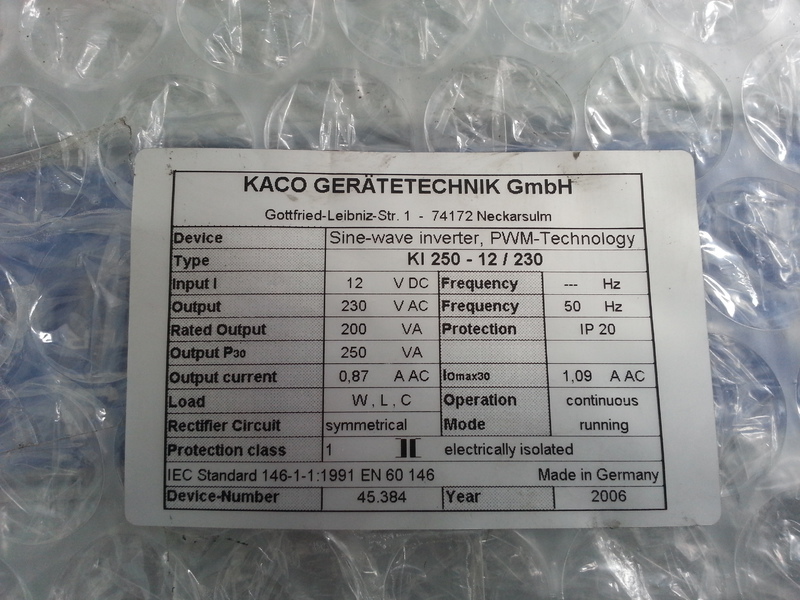 KACO GERÄTETECHNIK GmbH
Gottfried-Leibniz-Str. 1 - 74172 Neckarsulm
Device Sine-wave inverter, PWM-Technology
Type KI 250 - 12 / 230
Input I 12 V DC Frequency --- Hz
Output 230 V AC Frequency 50 Hz
Rated Output 200 VA Protection IP 20
Output P30 250 VA
Output current 0,87 A AC Iomax30 1,09 A AC
Load W , L , C Operation continuous
Rectifier Circuit symmetrical Mode running
Protection class 1 electrically isolated
IEC Standard 146-1-1:1991 EN 60 146 Made in Germany
Device-Number 45.384 Year 2006